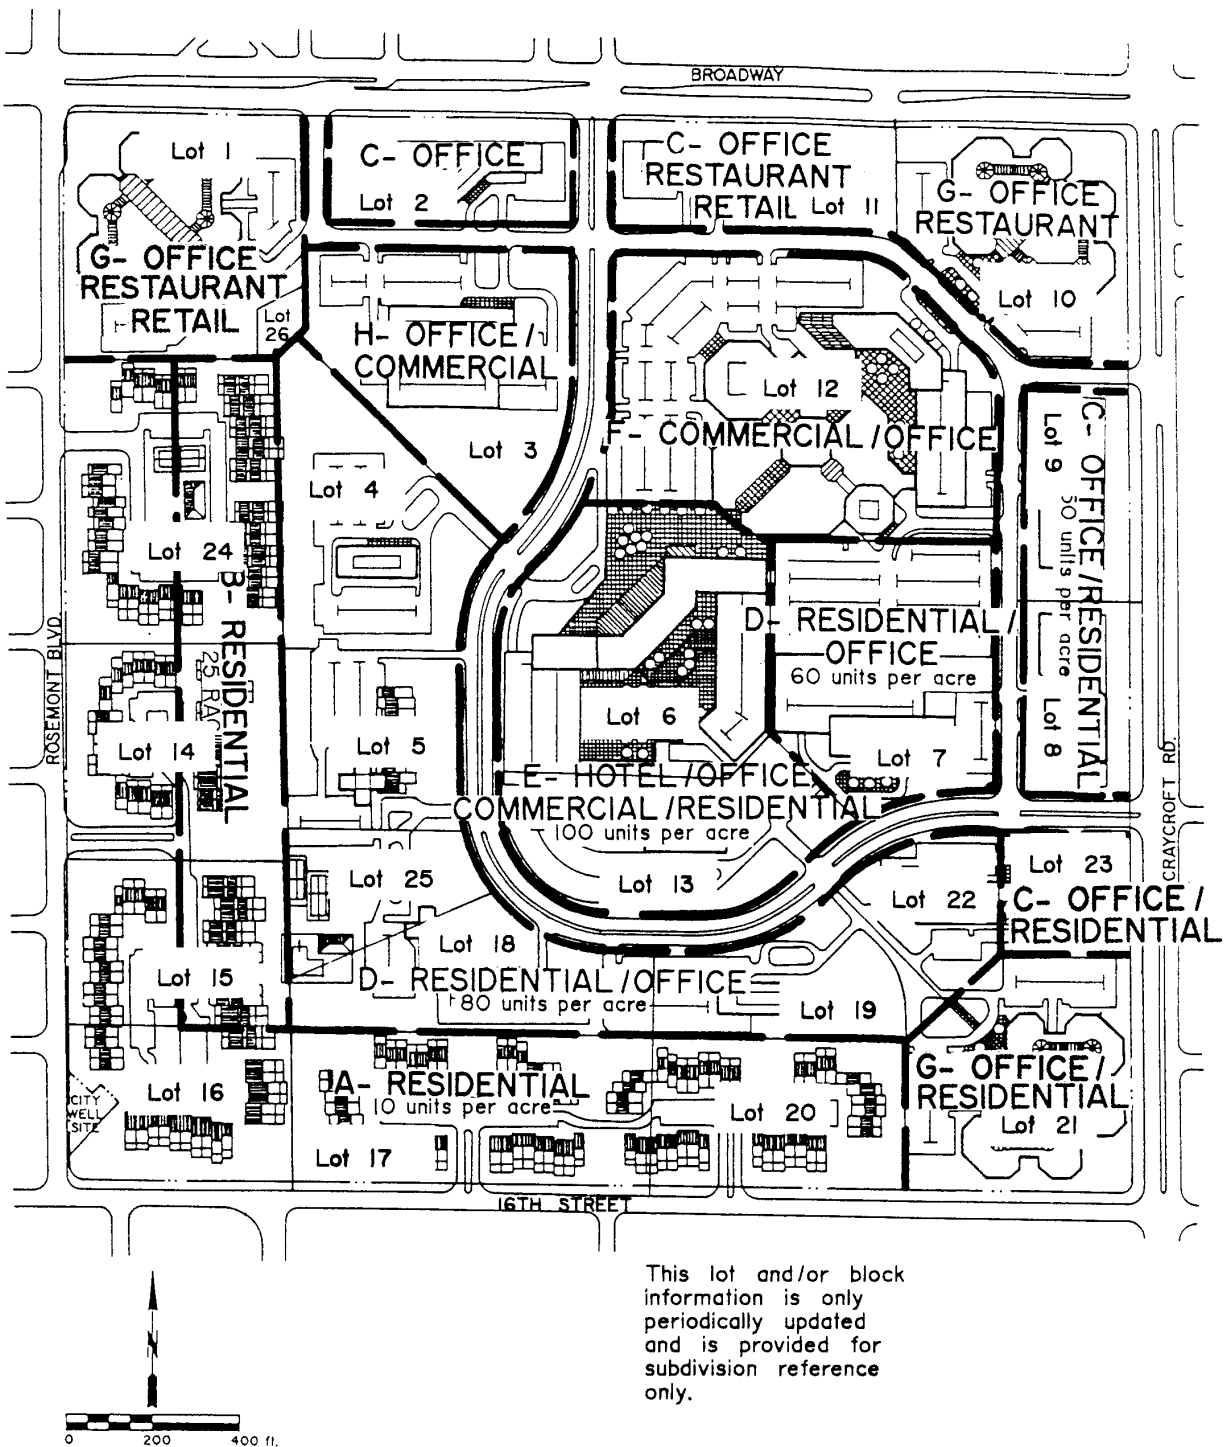 BROADWAY
Lot 1
G- OFFICE
RESTAURANT
RETAIL
Lot
26
C- OFFICE
Lot 2
C- OFFICE
RESTAURANT
RETAIL Lot 11
G- OFFICE
RESTAURANT
Lot 10
H- OFFICE /
COMMERCIAL
Lot 3
Lot 4
Lot 12
F- COMMERCIAL / OFFICE
Lot 9
C- OFFICE / RESIDENTIAL
50 units per acre
Lot 8
Lot 24
B- RESIDENTIAL
25 RAC
ROSEMONT BLVD.
Lot 14
Lot 5
Lot 6
D- RESIDENTIAL /
OFFICE
60 units per acre
Lot 7
E- HOTEL / OFFICE
COMMERCIAL / RESIDENTIAL
100 units per acre
CRAYCROFT RD.
Lot 13
Lot 25
Lot 23
Lot 22
C- OFFICE /
RESIDENTIAL
Lot 18
Lot 15
D- RESIDENTIAL / OFFICE
80 units per acre
Lot 19
Lot 16
CITY
WELL
SITE
A- RESIDENTIAL
10 units per acre
Lot 17
Lot 20
G- OFFICE /
RESIDENTIAL
Lot 21
16TH STREET
This lot and/or block
information is only
periodically updated
and is provided for
subdivision reference
only.
N
0 200 400 ft.